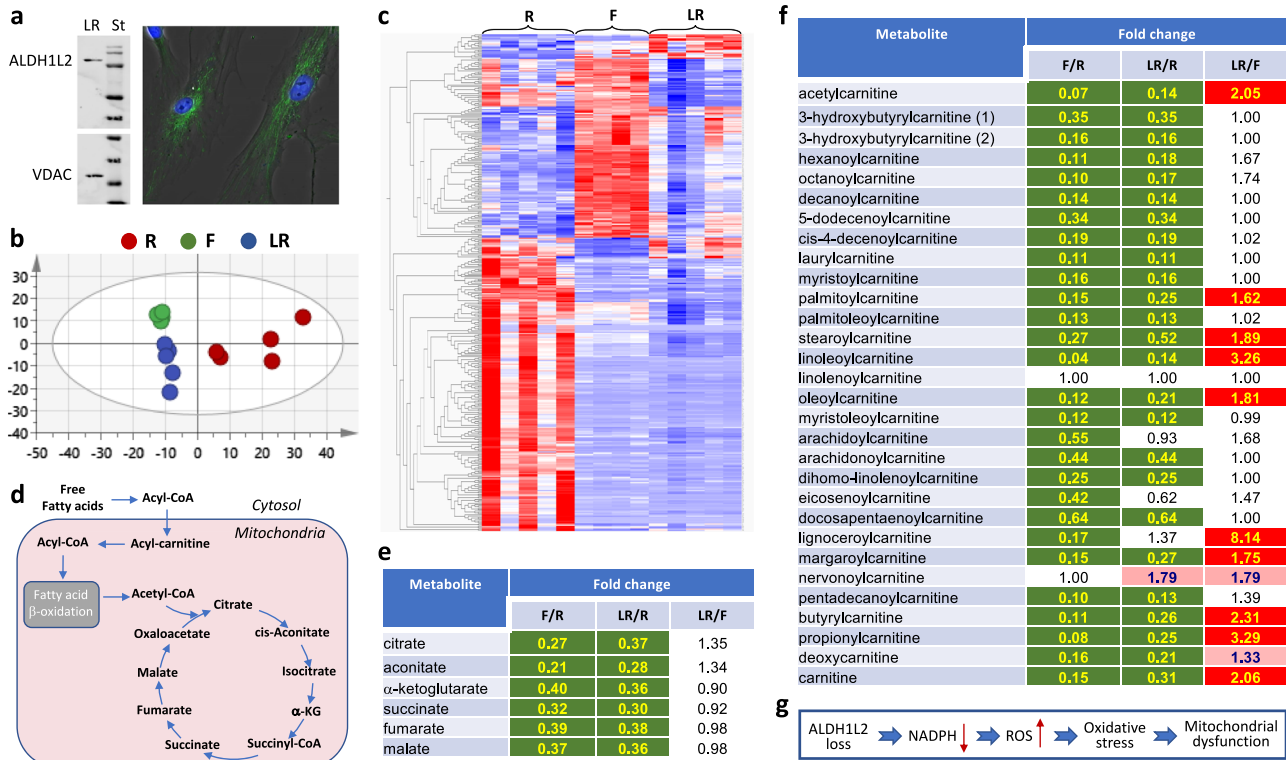 a
LR St
ALDH1L2
VDAC
b
R F LR
30
20
10
0
-10
-20
-30
-40
-50 -40 -30 -20 -10 0 10 20 30 40
c
R F LR
d
Free Fatty acids
Acyl-CoA
Cytosol
Mitochondria
Acyl-CoA
Acyl-carnitine
Fatty acid β-oxidation
Acetyl-CoA
Citrate
Oxaloacetate
cis-Aconitate
Malate
Isocitrate
Fumarate
α-KG
Succinate
Succinyl-CoA
e
Metabolite Fold change
F/R LR/R LR/F
citrate 0.27 0.37 1.35
aconitate 0.21 0.28 1.34
α-ketoglutarate 0.40 0.36 0.90
succinate 0.32 0.30 0.92
fumarate 0.39 0.38 0.98
malate 0.37 0.36 0.98
f
Metabolite Fold change
F/R LR/R LR/F
acetylcarnitine 0.07 0.14 2.05
3-hydroxybutyrylcarnitine (1) 0.35 0.35 1.00
3-hydroxybutyrylcarnitine (2) 0.16 0.16 1.00
hexanoylcarnitine 0.11 0.18 1.67
octanoylcarnitine 0.10 0.17 1.74
decanoylcarnitine 0.14 0.14 1.00
5-dodecenoylcarnitine 0.34 0.34 1.00
cis-4-decenoylcarnitine 0.19 0.19 1.02
laurylcarnitine 0.11 0.11 1.00
myristoylcarnitine 0.16 0.16 1.00
palmitoylcarnitine 0.15 0.25 1.62
palmitoleoylcarnitine 0.13 0.13 1.02
stearoylcarnitine 0.27 0.52 1.89
linoleoylcarnitine 0.04 0.14 3.26
linolenoylcarnitine 1.00 1.00 1.00
oleoylcarnitine 0.12 0.21 1.81
myristoleoylcarnitine 0.12 0.12 0.99
arachidoylcarnitine 0.55 0.93 1.68
arachidonoylcarnitine 0.44 0.44 1.00
dihomo-linolenoylcarnitine 0.25 0.25 1.00
eicosenoylcarnitine 0.42 0.62 1.47
docosapentaenoylcarnitine 0.64 0.64 1.00
lignoceroylcarnitine 0.17 1.37 8.14
margaroylcarnitine 0.15 0.27 1.75
nervonoylcarnitine 1.00 1.79 1.79
pentadecanoylcarnitine 0.10 0.13 1.39
butyrylcarnitine 0.11 0.26 2.31
propionylcarnitine 0.08 0.25 3.29
deoxycarnitine 0.16 0.21 1.33
carnitine 0.15 0.31 2.06
g
ALDH1L2 loss
NADPH
ROS
Oxidative stress
Mitochondrial dysfunction